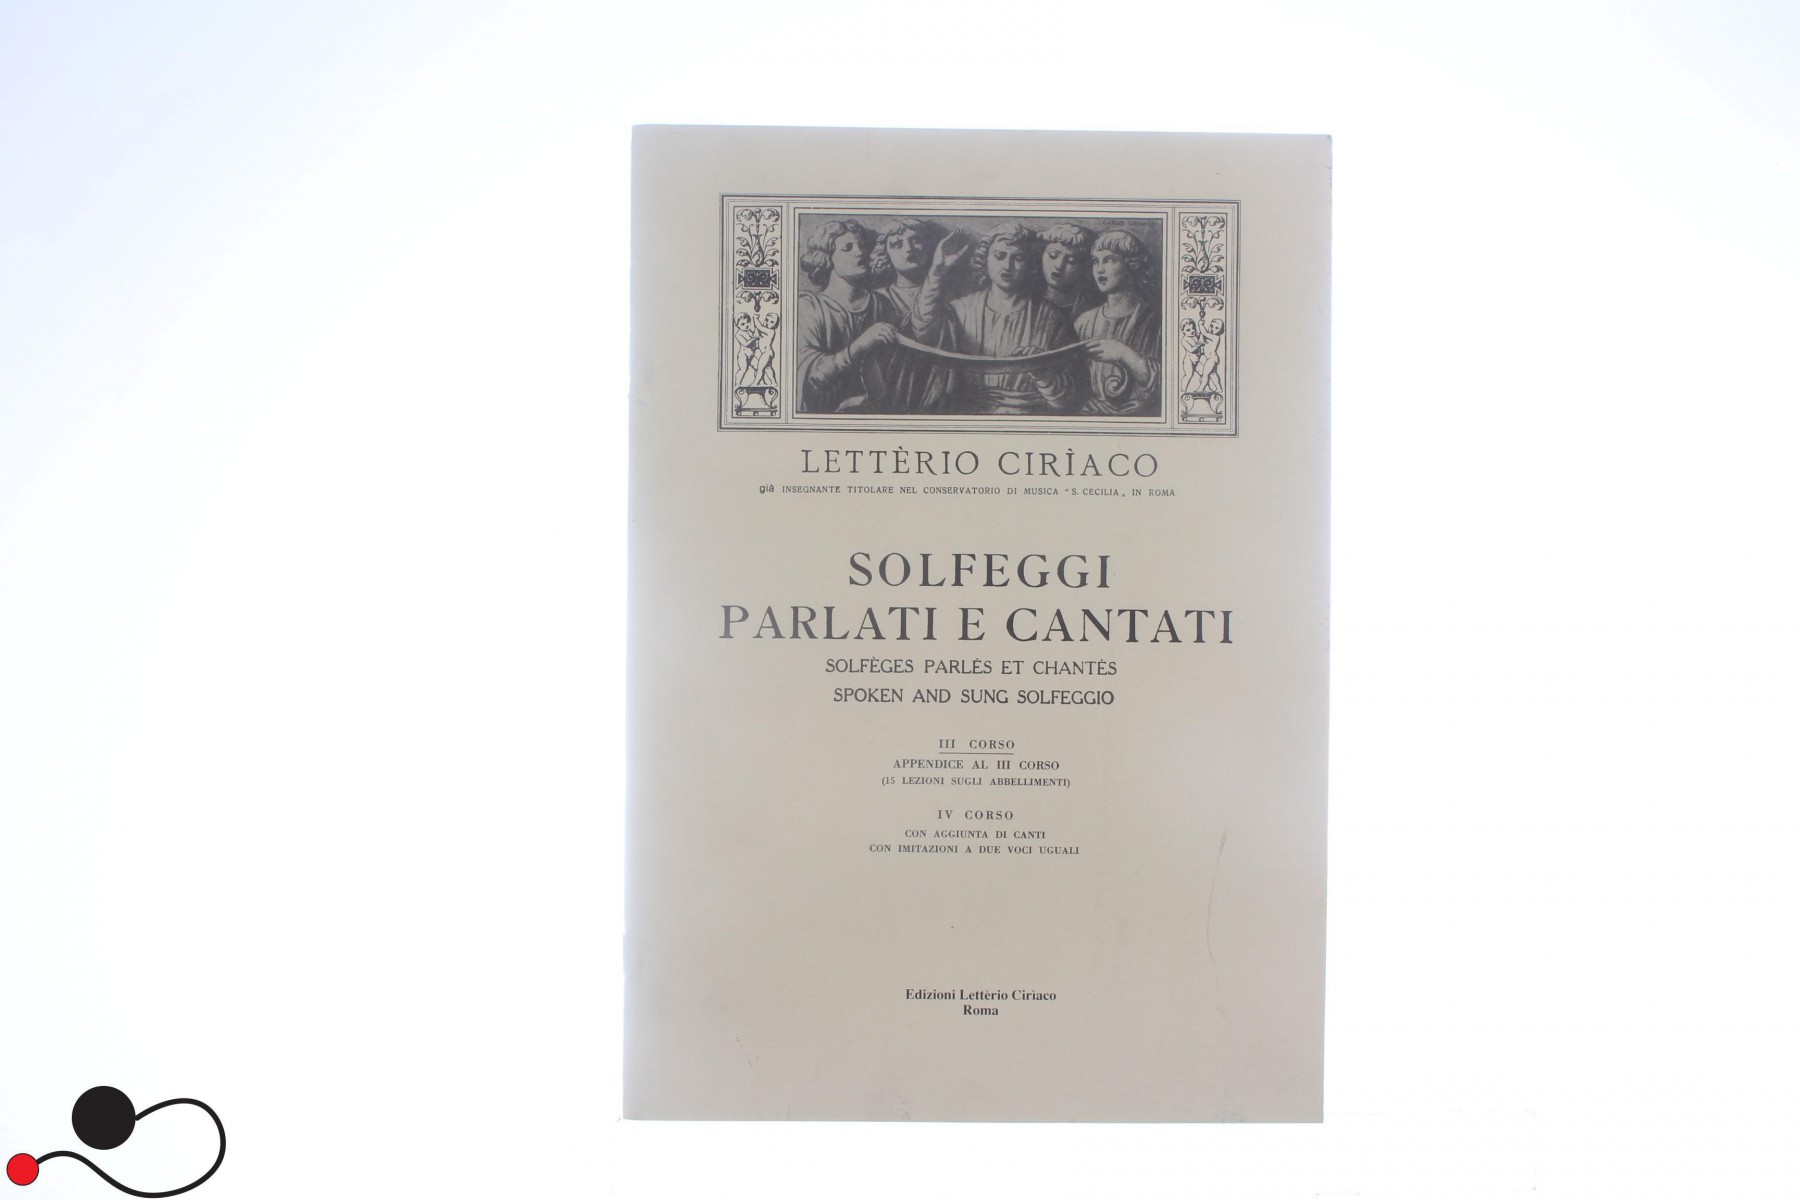 CARLO CIRIACO
LETTÈRIO CIRÌACO
già INSEGNANTE TITOLARE NEL CONSERVATORIO DI MUSICA “S. CECILIA„ IN ROMA
SOLFEGGI
PARLATI E CANTATI
SOLFÈGES PARLÉS ET CHANTÉS
SPOKEN AND SUNG SOLFEGGIO
III CORSO
APPENDICE AL III CORSO
(15 LEZIONI SUGLI ABBELLIMENTI)
IV CORSO
CON AGGIUNTA DI CANTI
CON IMITAZIONI A DUE VOCI UGUALI
Edizioni Lettèrio Cirìaco
Roma